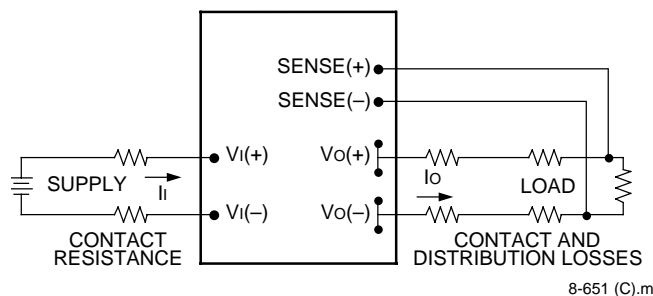 SENSE(+)
SENSE(–)
VI(+)
VO(+)
IO
SUPPLY
II
LOAD
VI(–)
VO(–)
CONTACT
RESISTANCE
CONTACT AND
DISTRIBUTION LOSSES
8-651 (C).m